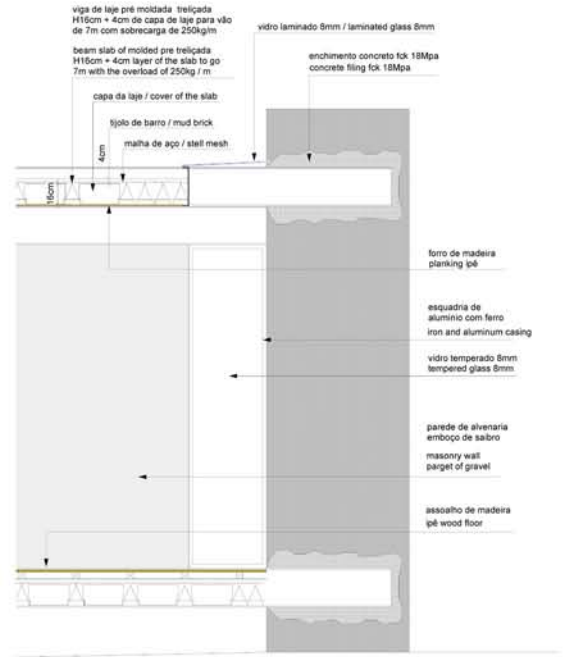 viga de laje pré moldada treliçada
H16cm + 4cm de capa de laje para vão
de 7m com sobrecarga de 250kg/m
beam slab of molded pre treliçada
H16cm + 4cm layer of the slab to go
7m with the overload of 250kg / m
capa da laje / cover of the slab
tijolo de barro / mud brick
malha de aço / stell mesh
4cm
16cm
vidro laminado 8mm / laminated glass 8mm
enchimento concreto fck 18Mpa
concrete filing fck 18Mpa
forro de madeira
planking ipê
esquadria de
aluminio com ferro
iron and aluminum casing
vidro temperado 8mm
tempered glass 8mm
parede de alvenaria
emboço de saibro
masonry wall
parget of gravel
assoalho de madeira
ipê wood floor